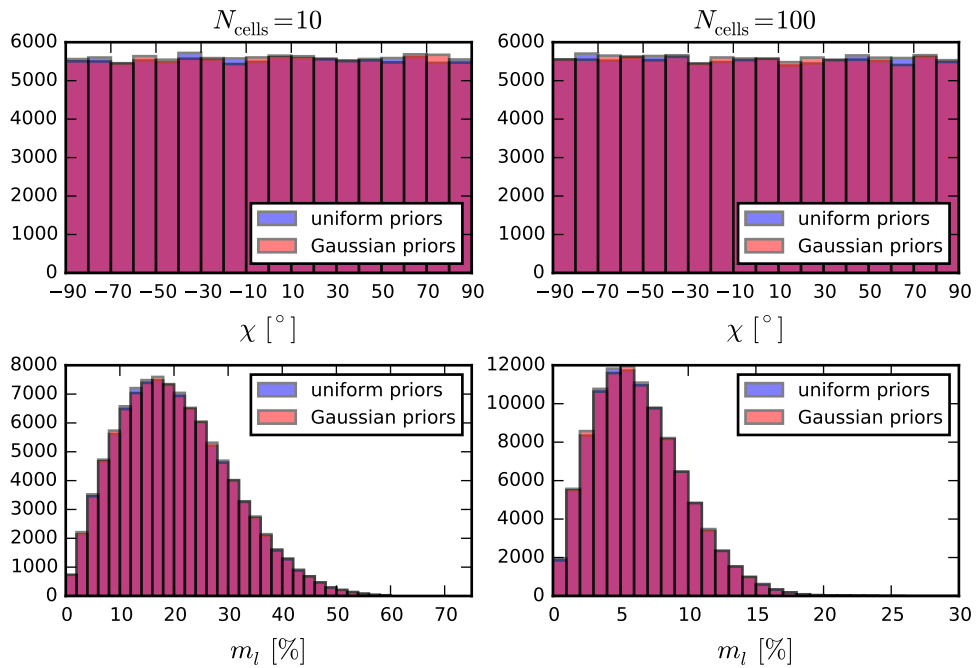 N_cells = 10
N_cells = 100
6000 5000 4000 3000 2000 1000 0
uniform priors
Gaussian priors
−90 −70 −50 −30 −10 10 30 50 70 90
χ [°]
6000 5000 4000 3000 2000 1000 0
uniform priors
Gaussian priors
−90 −70 −50 −30 −10 10 30 50 70 90
χ [°]
8000 7000 6000 5000 4000 3000 2000 1000 0
uniform priors
Gaussian priors
0 10 20 30 40 50 60 70
m_l [%]
12000 10000 8000 6000 4000 2000 0
uniform priors
Gaussian priors
0 5 10 15 20 25 30
m_l [%]